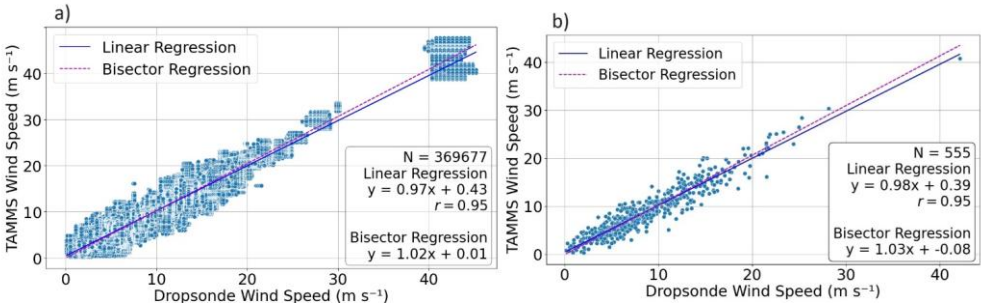 a)
TAMMS Wind Speed (m s⁻¹)
40
30
20
10
0
Linear Regression
Bisector Regression
N = 369677
Linear Regression
y = 0.97x + 0.43
r = 0.95
Bisector Regression
y = 1.02x + 0.01
0 10 20 30 40
Dropsonde Wind Speed (m s⁻¹)
b)
TAMMS Wind Speed (m s⁻¹)
50
40
30
20
10
0
Linear Regression
Bisector Regression
N = 555
Linear Regression
y = 0.98x + 0.39
r = 0.95
Bisector Regression
y = 1.03x + -0.08
0 10 20 30 40
Dropsonde Wind Speed (m s⁻¹)